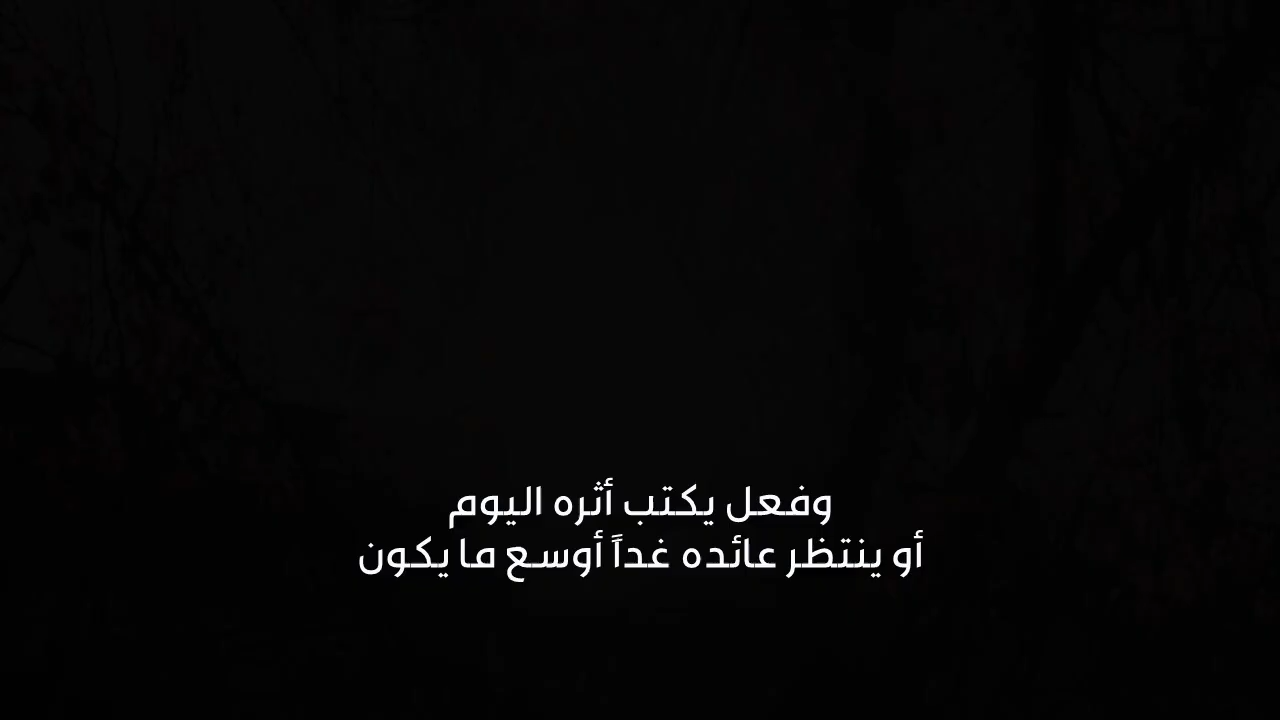 وفعل يكتب أثره اليوم
أو ينتظر عائده غداً أوسع ما يكون